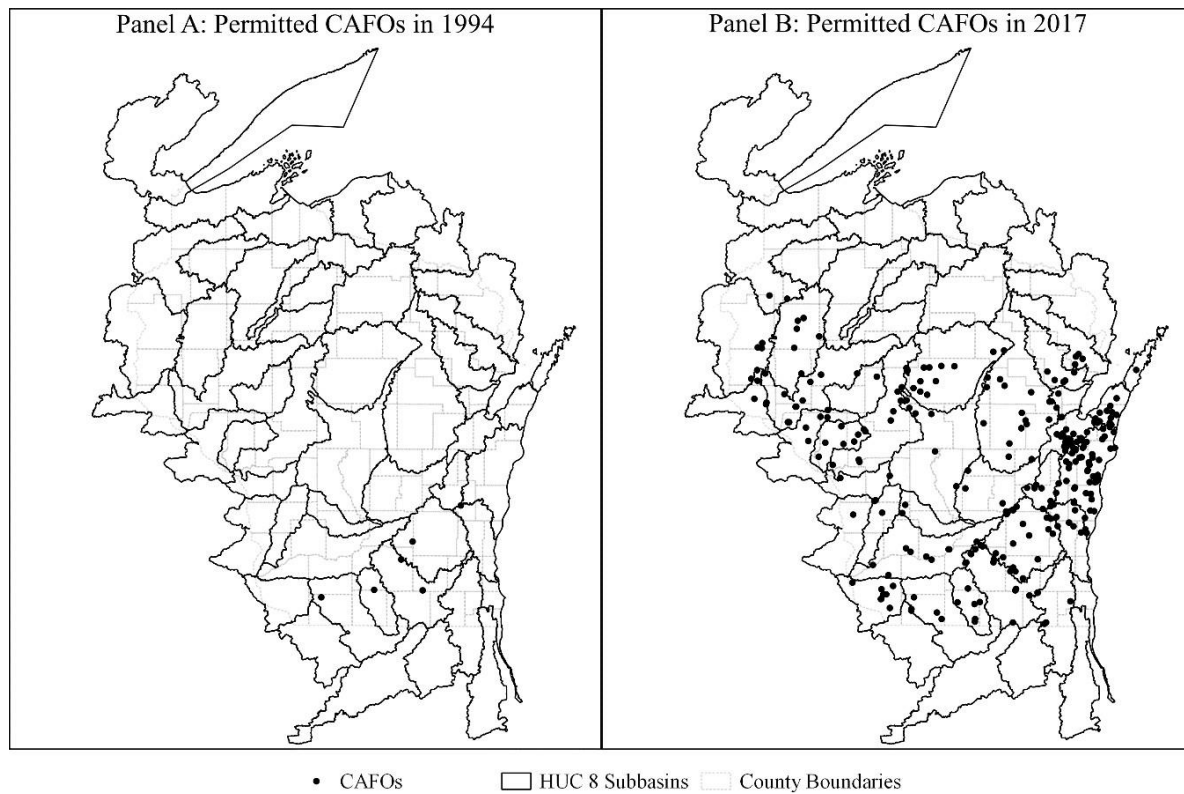 Panel A: Permitted CAFOs in 1994
Panel B: Permitted CAFOs in 2017
CAFOs
HUC 8 Subbasins
County Boundaries